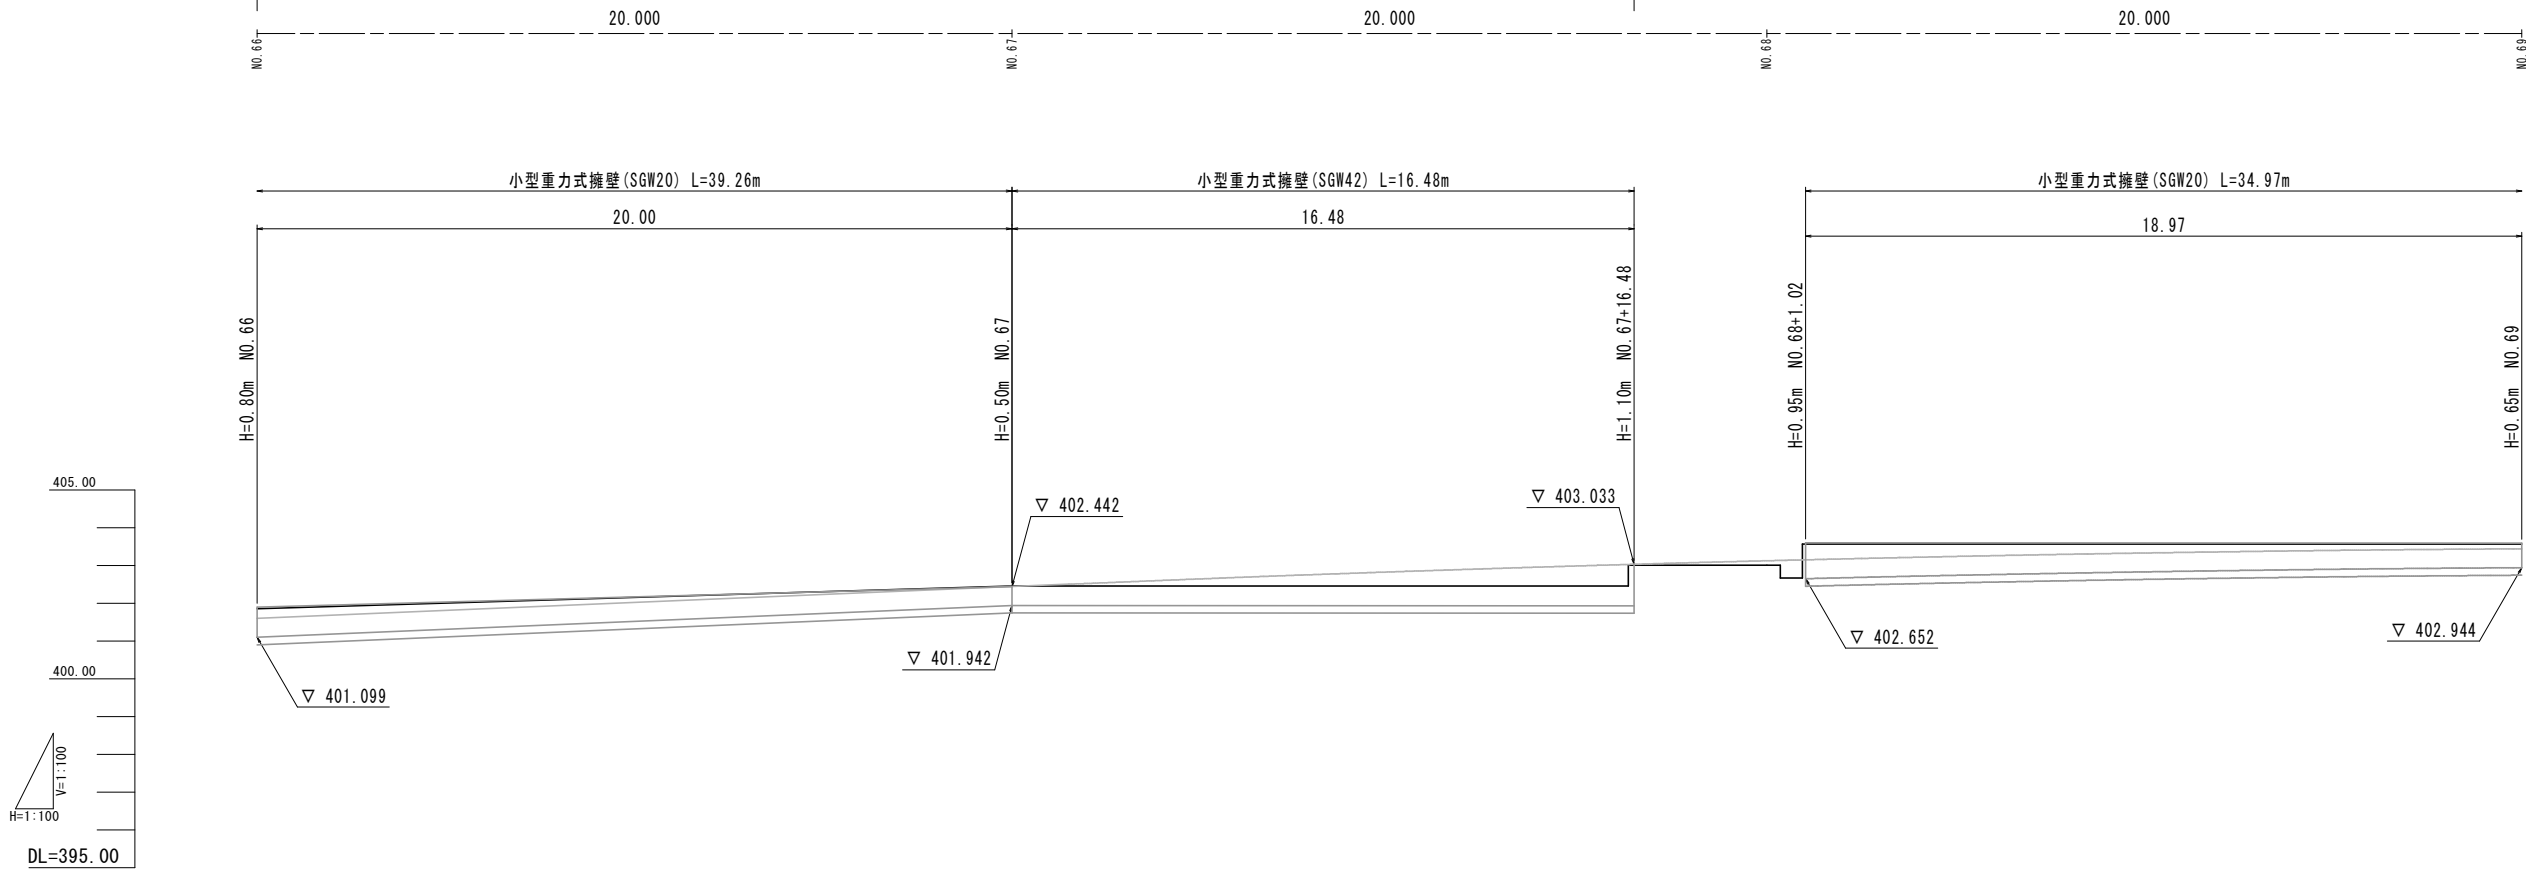 20.000
20.000
20.000
NO.66
NO.67
NO.68
NO.69
小型重力式擁壁(SGW20) L=39.26m
小型重力式擁壁(SGW42) L=16.48m
小型重力式擁壁(SGW20) L=34.97m
20.00
16.48
18.97
H=0.80m NO.66
H=0.50m NO.67
H=1.10m NO.67+16.48
H=0.95m NO.68+1.02
H=0.65m NO.69
405.00
▽ 402.442
▽ 403.033
▽ 402.652
▽ 402.944
▽ 401.942
400.00
▽ 401.099
V=1:100
H=1:100
DL=395.00